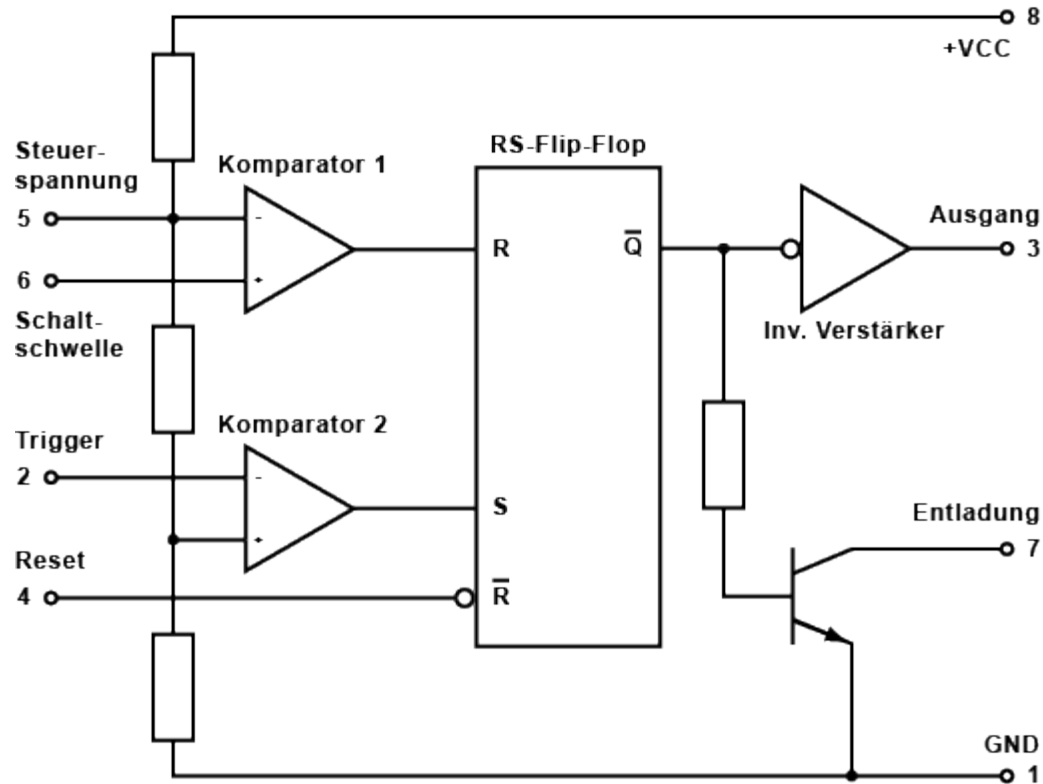 8
+VCC
RS-Flip-Flop
Steuer-
spannung
5
Komparator 1
-
+
6
Schalt-
schwelle
R
Q̅
Ausgang
3
Inv. Verstärker
Trigger
2
Komparator 2
-
+
S
Entladung
7
Reset
4
R̅
GND
1